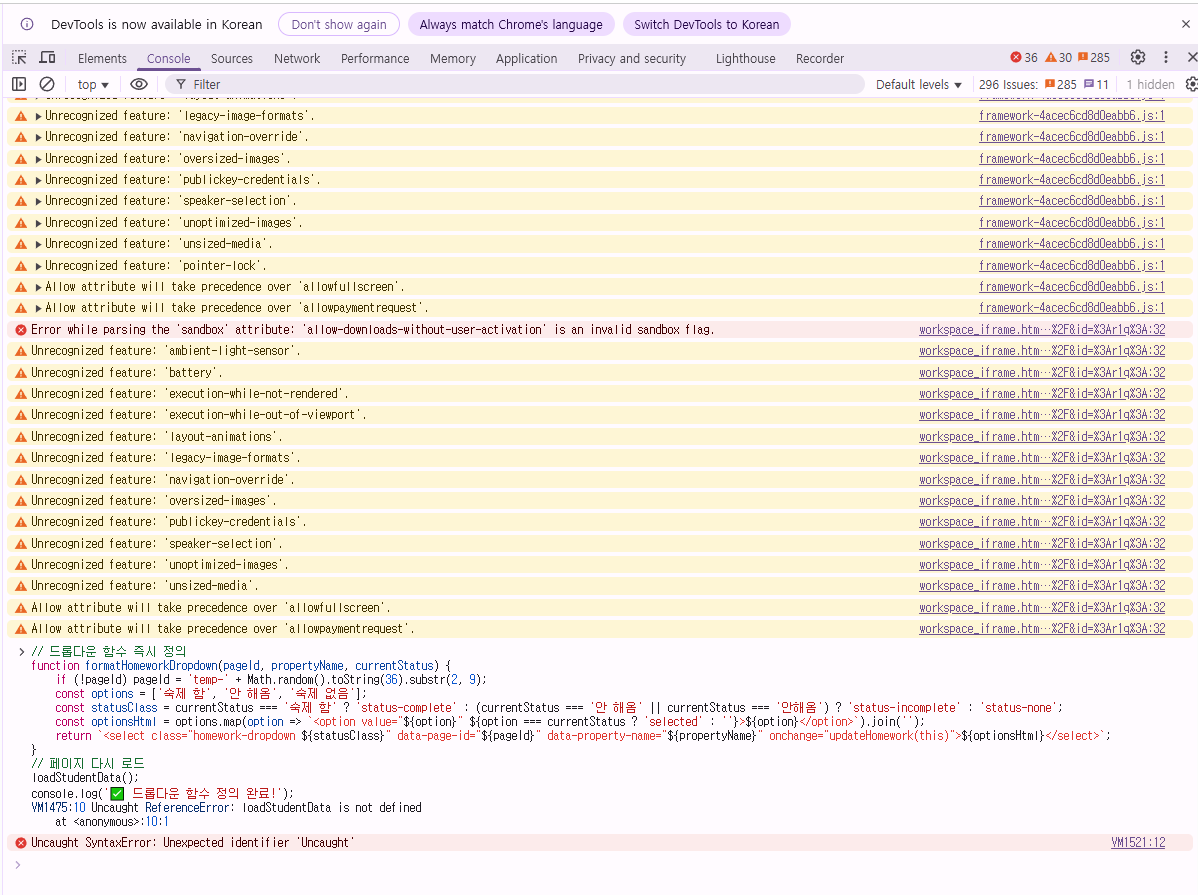 DevTools is now available in Korean Don't show again Always match Chrome's language Switch DevTools to Korean
Elements Console Sources Network Performance Memory Application Privacy and security Lighthouse Recorder 36 30 285
top Filter Default levels 296 Issues: 285 11 1 hidden
Unrecognized feature: 'legacy-image-formats'. framework-4acec6cd8d0eabb6.js:1
Unrecognized feature: 'navigation-override'. framework-4acec6cd8d0eabb6.js:1
Unrecognized feature: 'oversized-images'. framework-4acec6cd8d0eabb6.js:1
Unrecognized feature: 'publickey-credentials'. framework-4acec6cd8d0eabb6.js:1
Unrecognized feature: 'speaker-selection'. framework-4acec6cd8d0eabb6.js:1
Unrecognized feature: 'unoptimized-images'. framework-4acec6cd8d0eabb6.js:1
Unrecognized feature: 'unsized-media'. framework-4acec6cd8d0eabb6.js:1
Unrecognized feature: 'pointer-lock'. framework-4acec6cd8d0eabb6.js:1
Allow attribute will take precedence over 'allowfullscreen'. framework-4acec6cd8d0eabb6.js:1
Allow attribute will take precedence over 'allowpaymentrequest'. framework-4acec6cd8d0eabb6.js:1
Error while parsing the 'sandbox' attribute: 'allow-downloads-without-user-activation' is an invalid sandbox flag. workspace_iframe.htm…%2F&id=%3Ar1q%3A:32
Unrecognized feature: 'ambient-light-sensor'. workspace_iframe.htm…%2F&id=%3Ar1q%3A:32
Unrecognized feature: 'battery'. workspace_iframe.htm…%2F&id=%3Ar1q%3A:32
Unrecognized feature: 'execution-while-not-rendered'. workspace_iframe.htm…%2F&id=%3Ar1q%3A:32
Unrecognized feature: 'execution-while-out-of-viewport'. workspace_iframe.htm…%2F&id=%3Ar1q%3A:32
Unrecognized feature: 'layout-animations'. workspace_iframe.htm…%2F&id=%3Ar1q%3A:32
Unrecognized feature: 'legacy-image-formats'. workspace_iframe.htm…%2F&id=%3Ar1q%3A:32
Unrecognized feature: 'navigation-override'. workspace_iframe.htm…%2F&id=%3Ar1q%3A:32
Unrecognized feature: 'oversized-images'. workspace_iframe.htm…%2F&id=%3Ar1q%3A:32
Unrecognized feature: 'publickey-credentials'. workspace_iframe.htm…%2F&id=%3Ar1q%3A:32
Unrecognized feature: 'speaker-selection'. workspace_iframe.htm…%2F&id=%3Ar1q%3A:32
Unrecognized feature: 'unoptimized-images'. workspace_iframe.htm…%2F&id=%3Ar1q%3A:32
Unrecognized feature: 'unsized-media'. workspace_iframe.htm…%2F&id=%3Ar1q%3A:32
Allow attribute will take precedence over 'allowfullscreen'. workspace_iframe.htm…%2F&id=%3Ar1q%3A:32
Allow attribute will take precedence over 'allowpaymentrequest'. workspace_iframe.htm…%2F&id=%3Ar1q%3A:32
// 드롭다운 함수 즉시 정의
function formatHomeworkDropdown(pageId, propertyName, currentStatus) {
if (!pageId) pageId = 'temp-' + Math.random().toString(36).substr(2, 9);
const options = ['숙제 함', '안 해옴', '숙제 없음'];
const statusClass = currentStatus === '숙제 함' ? 'status-complete' : (currentStatus === '안 해옴' || currentStatus === '안해옴') ? 'status-incomplete' : 'status-none';
const optionsHtml = options.map(option => `<option value="${option}" ${option === currentStatus ? 'selected' : ''}>${option}</option>`).join('');
return `<select class="homework-dropdown ${statusClass}" data-page-id="${pageId}" data-property-name="${propertyName}" onchange="updateHomework(this)">${optionsHtml}</select>`;
}
// 페이지 다시 로드
loadStudentData();
console.log('✅ 드롭다운 함수 정의 완료!');
VM1475:10 Uncaught ReferenceError: loadStudentData is not defined
at <anonymous>:10:1
Uncaught SyntaxError: Unexpected identifier 'Uncaught' VM1521:12